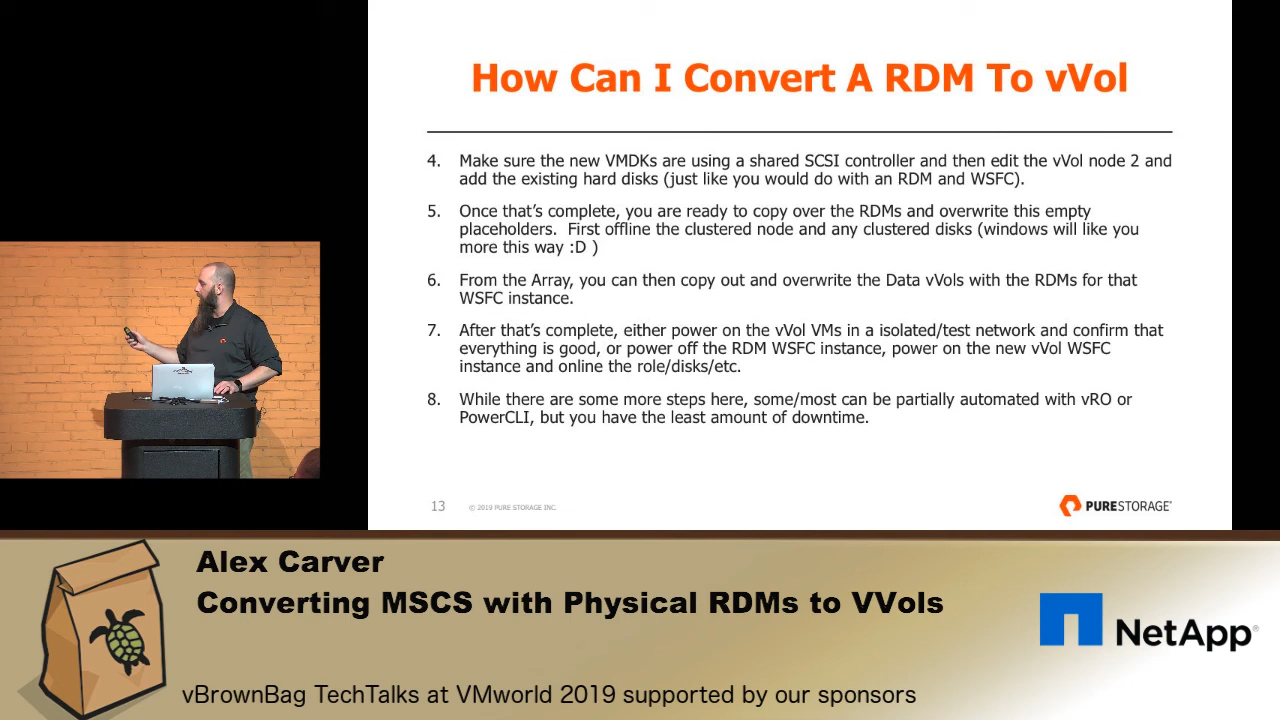 How Can I Convert A RDM To vVol
4. Make sure the new VMDKs are using a shared SCSI controller and then edit the vVol node 2 and
add the existing hard disks (just like you would do with an RDM and WSFC).
5. Once that's complete, you are ready to copy over the RDMs and overwrite this empty
placeholders. First offline the clustered node and any clustered disks (windows will like you
more this way :D )
6. From the Array, you can then copy out and overwrite the Data vVols with the RDMs for that
WSFC instance.
7. After that's complete, either power on the vVol VMs in a isolated/test network and confirm that
everything is good, or power off the RDM WSFC instance, power on the new vVol WSFC
instance and online the role/disks/etc.
8. While there are some more steps here, some/most can be partially automated with vRO or
PowerCLI, but you have the least amount of downtime.
13 © 2019 PURE STORAGE INC.
PURESTORAGE®
Alex Carver
Converting MSCS with Physical RDMs to VVols
NetApp®
vBrownBag TechTalks at VMworld 2019 supported by our sponsors